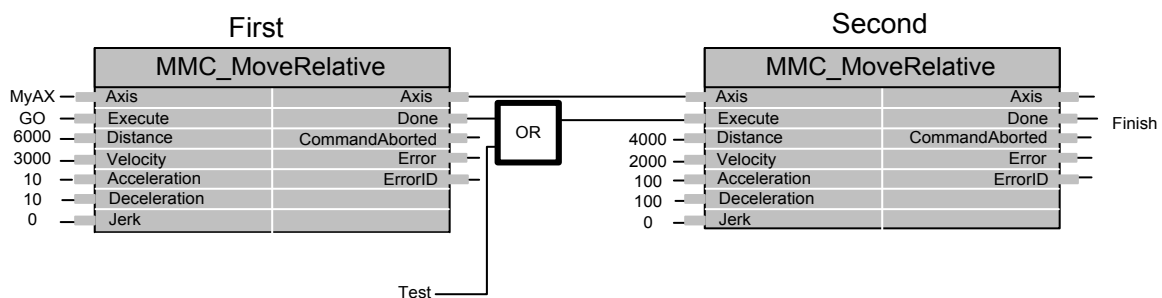 First
Second
MMC_MoveRelative
MMC_MoveRelative
MyAX Axis Axis
GO Execute Done
6000 Distance CommandAborted
3000 Velocity Error
10 Acceleration ErrorID
10 Deceleration
0 Jerk
OR
Test
Axis Axis
Execute Done Finish
4000 Distance CommandAborted
2000 Velocity Error
100 Acceleration ErrorID
100 Deceleration
0 Jerk